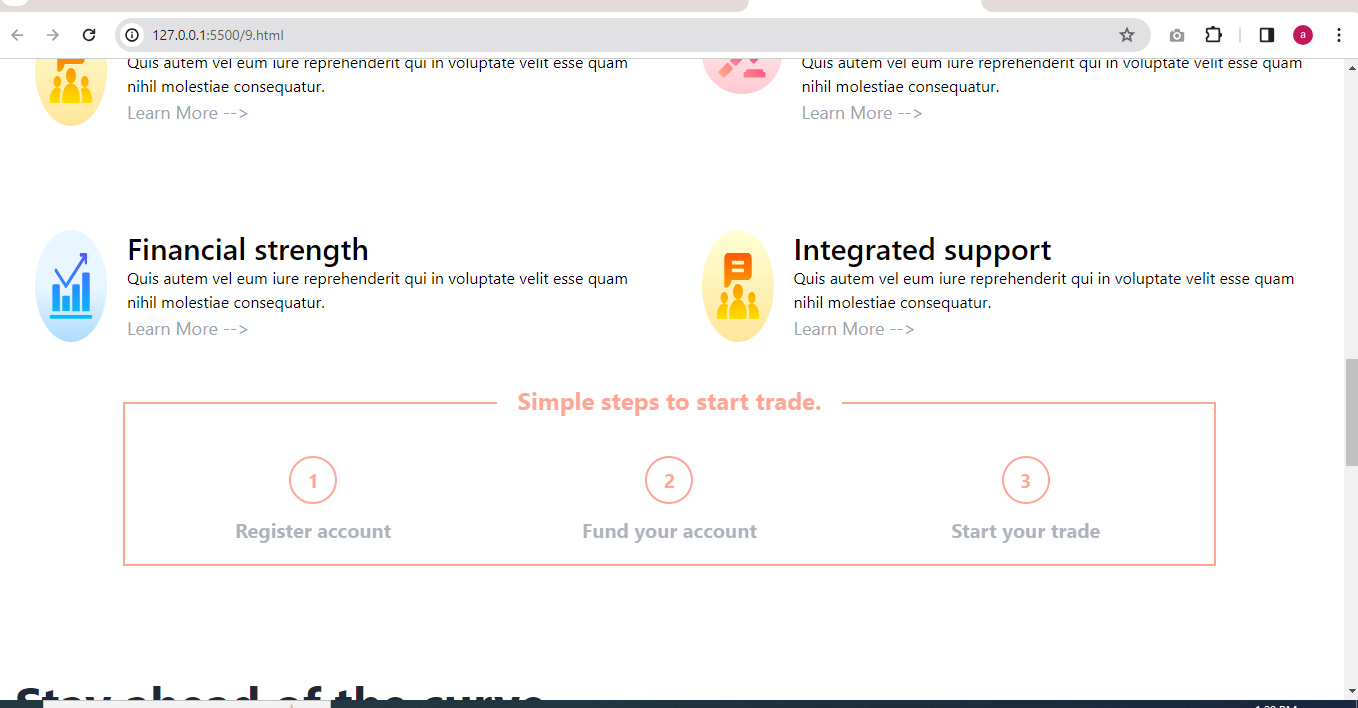 127.0.0.1:5500/9.html
a
Quis autem vel eum iure reprehenderit qui in voluptate velit esse quam
nihil molestiae consequatur.
Learn More -->
Quis autem vel eum iure reprehenderit qui in voluptate velit esse quam
nihil molestiae consequatur.
Learn More -->
Financial strength
Quis autem vel eum iure reprehenderit qui in voluptate velit esse quam
nihil molestiae consequatur.
Learn More -->
Integrated support
Quis autem vel eum iure reprehenderit qui in voluptate velit esse quam
nihil molestiae consequatur.
Learn More -->
Simple steps to start trade.
1
Register account
2
Fund your account
3
Start your trade
Stay ahead of the curve